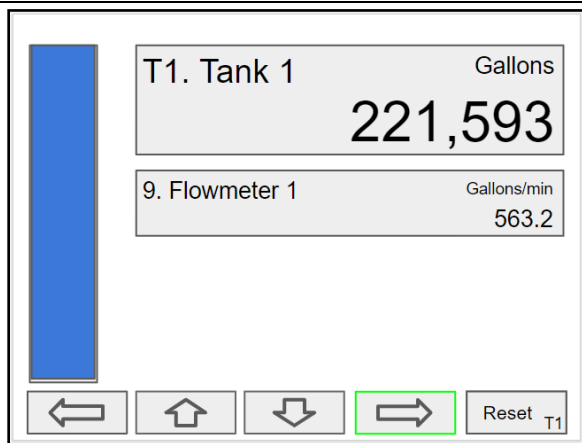 T1. Tank 1 Gallons
221,593
9. Flowmeter 1 Gallons/min
563.2
Reset T1